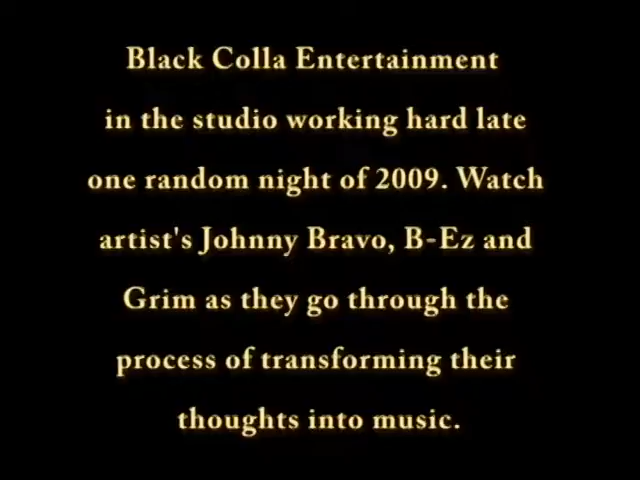 Black Colla Entertainment
in the studio working hard late
one random night of 2009. Watch
artist's Johnny Bravo, B-Ez and
Grim as they go through the
process of transforming their
thoughts into music.